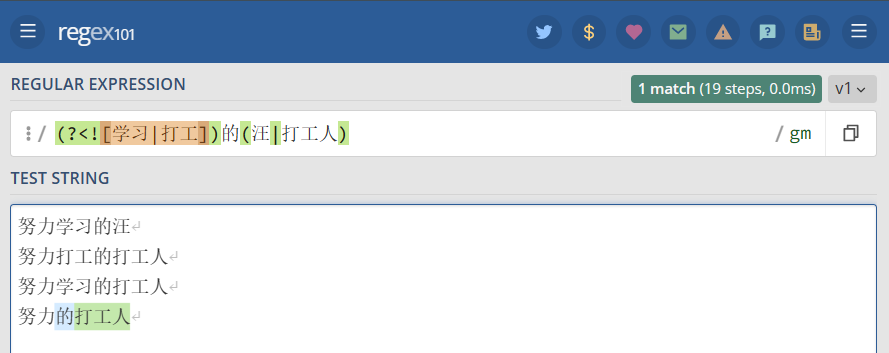 regex101
REGULAR EXPRESSION
1 match (19 steps, 0.0ms)
v1
/ (?<![学习|打工])的(汪|打工人) / gm
TEST STRING
努力学习的汪
努力打工的打工人
努力学习的打工人
努力的打工人